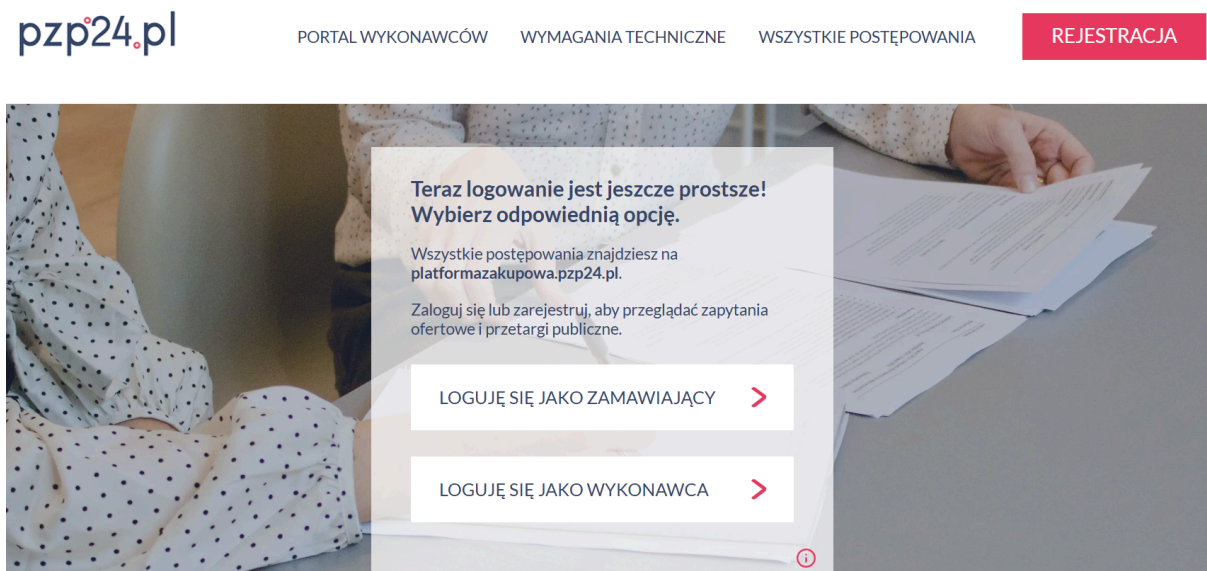 pzp24.pl
PORTAL WYKONAWCÓW
WYMAGANIA TECHNICZNE
WSZYSTKIE POSTĘPOWANIA
REJESTRACJA
Teraz logowanie jest jeszcze prostsze!
Wybierz odpowiednią opcję.
Wszystkie postępowania znajdziesz na
platformazakupowa.pzp24.pl.
Zaloguj się lub zarejestruj, aby przeglądać zapytania
ofertowe i przetargi publiczne.
LOGUJĘ SIĘ JAKO ZAMAWIAJĄCY
LOGUJĘ SIĘ JAKO WYKONAWCA